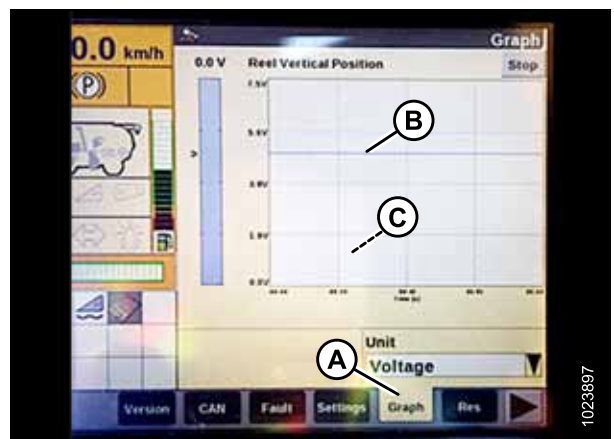 Graph
0.0 km/h
(P)
0.0 V
Reel Vertical Position
Stop
B
C
Unit
Voltage
A
Version CAN Fault Settings Graph Res
1023897